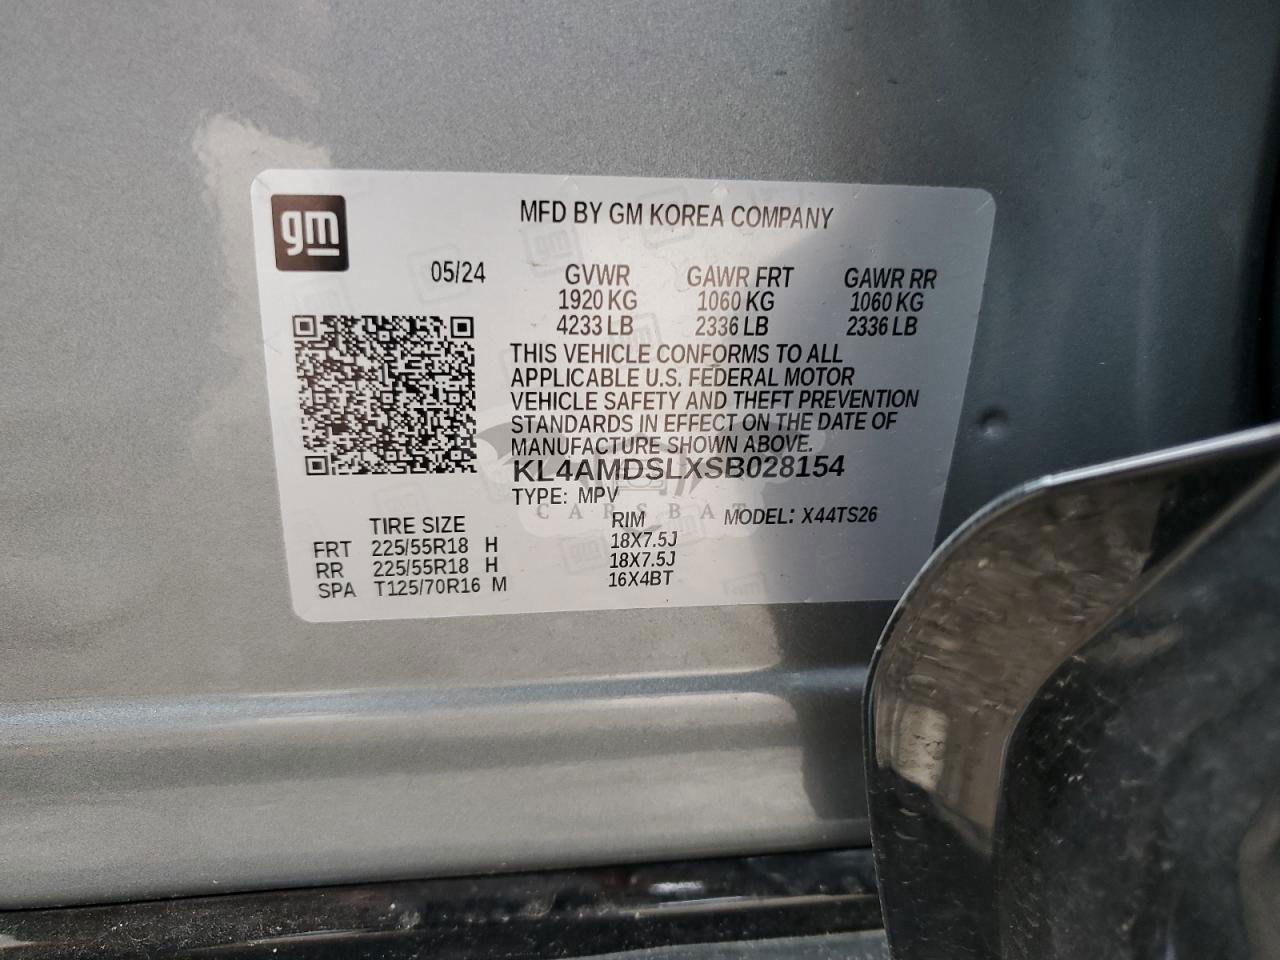 gm
MFD BY GM KOREA COMPANY
05/24 GVWR GAWR FRT GAWR RR
1920 KG 1060 KG 1060 KG
4233 LB 2336 LB 2336 LB
THIS VEHICLE CONFORMS TO ALL
APPLICABLE U.S. FEDERAL MOTOR
VEHICLE SAFETY AND THEFT PREVENTION
STANDARDS IN EFFECT ON THE DATE OF
MANUFACTURE SHOWN ABOVE.
KL4AMDSLXSB028154
TYPE: MPV
CARSBAT
TIRE SIZE RIM MODEL: X44TS26
FRT 225/55R18 H 18X7.5J
RR 225/55R18 H 18X7.5J
SPA T125/70R16 M 16X4BT